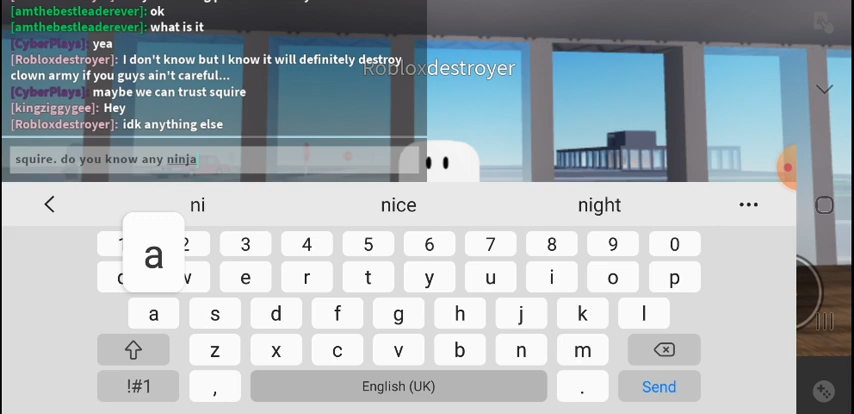 [amthebestleaderever]: ok
[amthebestleaderever]: what is it
[CyberPlays]: yea
[Robloxdestroyer]: I don't know but I know it will definitely destroy
clown army if you guys ain't careful...
Robloxdestroyer
[CyberPlays]: maybe we can trust squire
[kingziggygee]: Hey
[Robloxdestroyer]: idk anything else
squire. do you know any ninja
ni nice night
a
1 2 3 4 5 6 7 8 9 0
q w e r t y u i o p
a s d f g h j k l
z x c v b n m
!#1 , English (UK) . Send